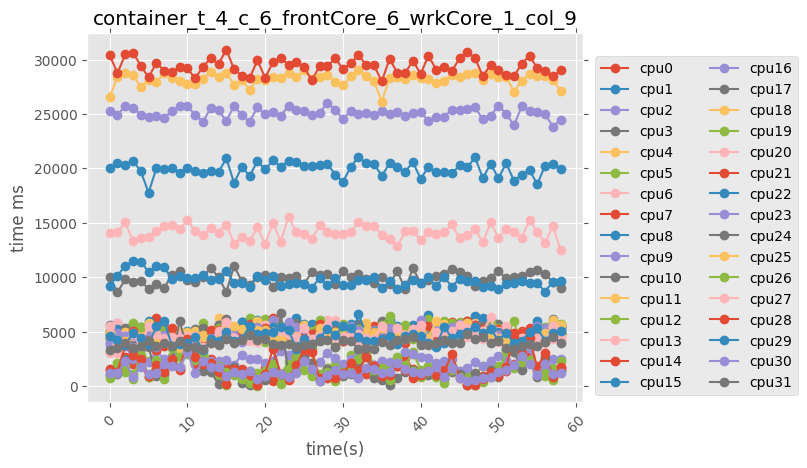 container_t_4_c_6_frontCore_6_wrkCore_1_col_9
time ms
30000
25000
20000
15000
10000
5000
0
0
10
20
30
40
50
60
time(s)
cpu0
cpu1
cpu2
cpu3
cpu4
cpu5
cpu6
cpu7
cpu8
cpu9
cpu10
cpu11
cpu12
cpu13
cpu14
cpu15
cpu16
cpu17
cpu18
cpu19
cpu20
cpu21
cpu22
cpu23
cpu24
cpu25
cpu26
cpu27
cpu28
cpu29
cpu30
cpu31